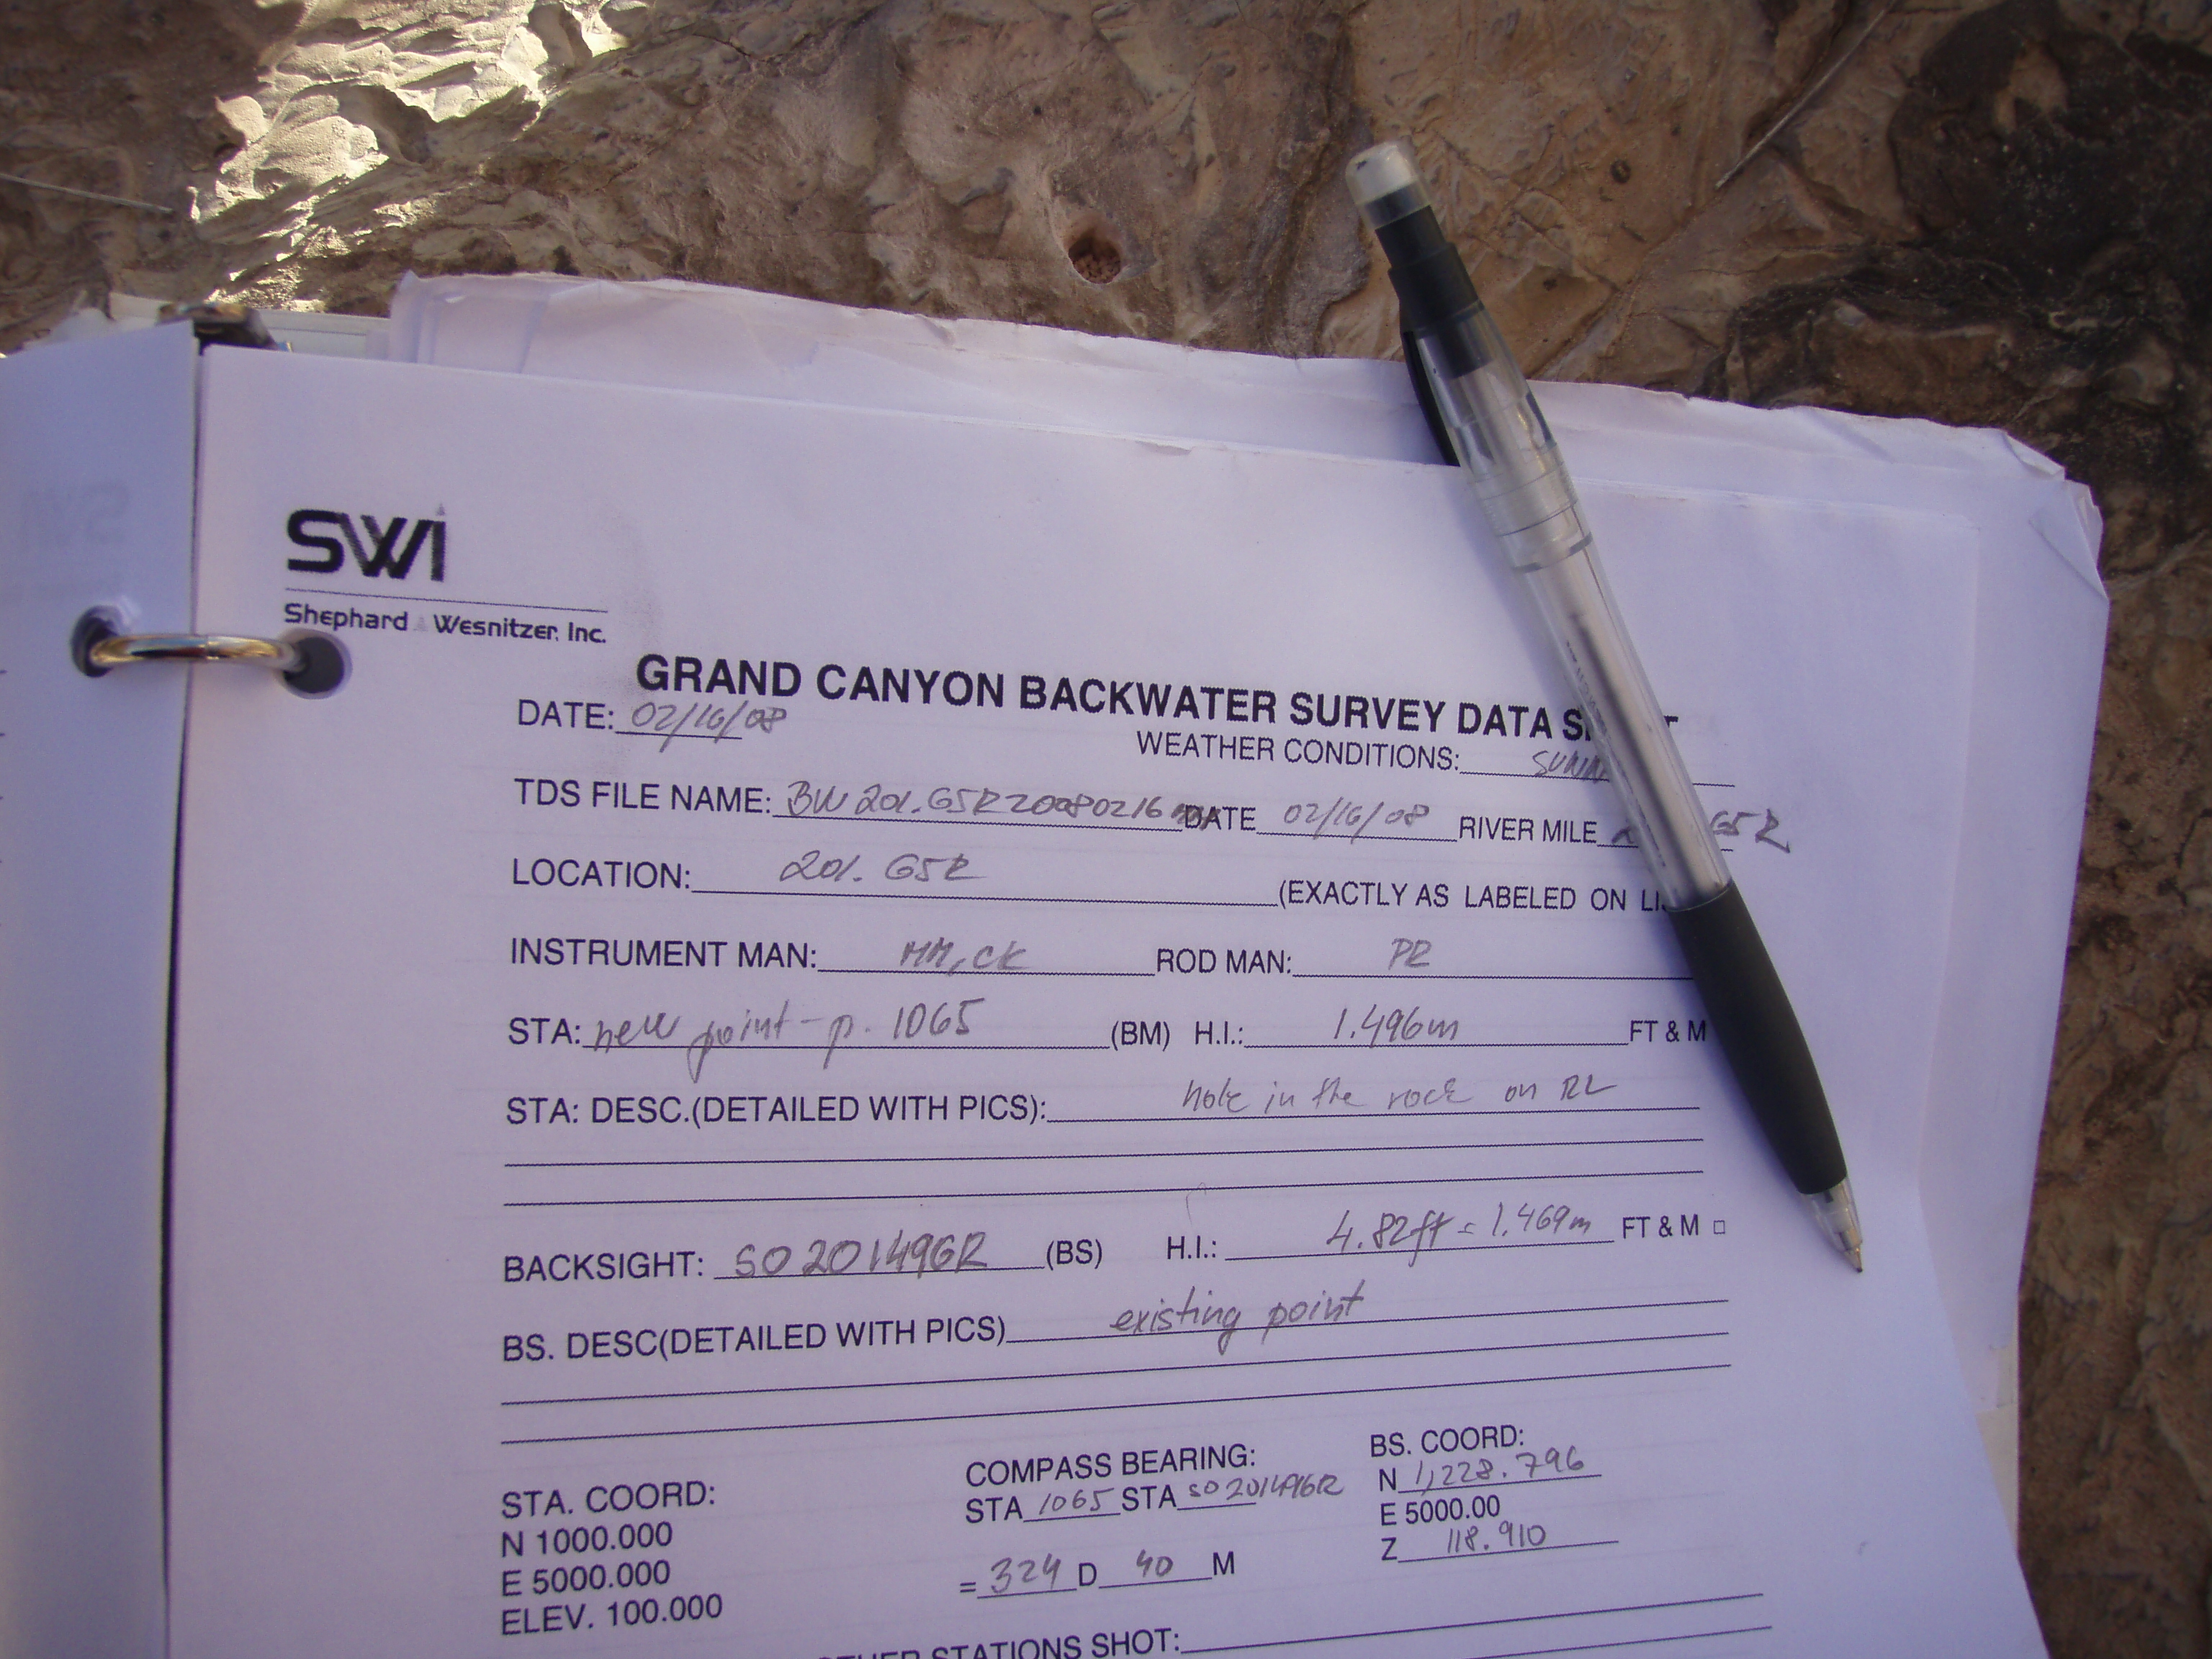 SWI
Shephard Wesnitzer, Inc.
GRAND CANYON BACKWATER SURVEY DATA
DATE: 02/16/08
WEATHER CONDITIONS:
TDS FILE NAME: BW 201.65R20080216 DATE 02/16/08 RIVER MILE
LOCATION: 201.65R (EXACTLY AS LABELED ON
INSTRUMENT MAN: MM, CK ROD MAN: PR
STA: new point - p. 1065 (BM) H.I.: 1.496m FT & M
STA: DESC.(DETAILED WITH PICS): hole in the rock on RL
BACKSIGHT: SO201496R (BS) H.I.: 4.82ft = 1.469m FT & M
BS. DESC(DETAILED WITH PICS) existing point
STA. COORD:
N 1000.000
E 5000.000
ELEV. 100.000
COMPASS BEARING:
STA 1065 STA SO201496R
= 324 D 40 M
BS. COORD:
N 1,228.796
E 5000.00
Z 118.910
STATIONS SHOT: